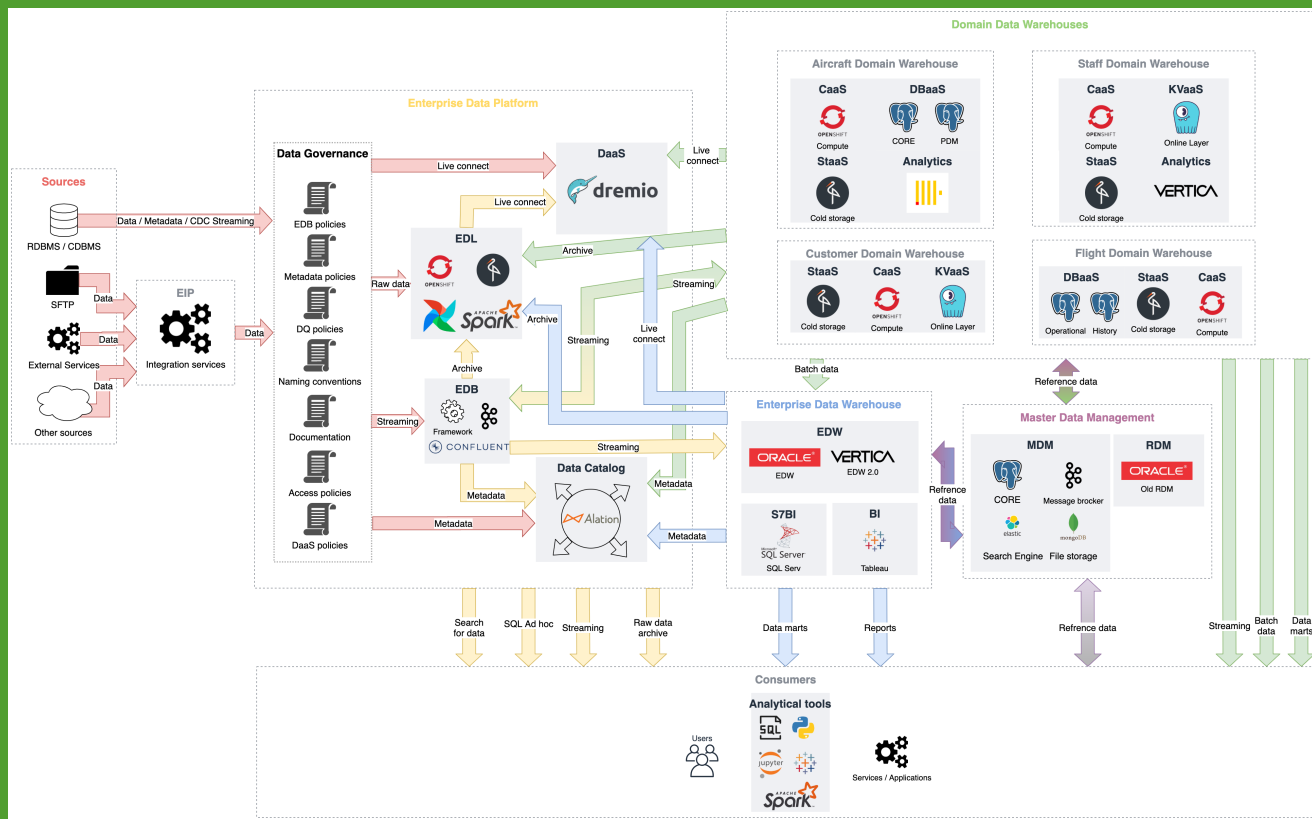 Domain Data Warehouses
Aircraft Domain Warehouse
CaaS
OPENSHIFT
Compute
DBaaS
CORE
PDM
StaaS
Cold storage
Analytics
Staff Domain Warehouse
CaaS
OPENSHIFT
Compute
KVaaS
Online Layer
StaaS
Cold storage
Analytics
VERTICA
Customer Domain Warehouse
StaaS
Cold storage
CaaS
OPENSHIFT
Compute
KVaaS
Online Layer
Flight Domain Warehouse
DBaaS
Operational
History
StaaS
Cold storage
CaaS
OPENSHIFT
Compute
Enterprise Data Platform
Sources
RDBMS / CDBMS
SFTP
External Services
Other sources
Data / Metadata / CDC Streaming
Data
Data
Data
EIP
Integration services
Data
Data Governance
EDB policies
Metadata policies
DQ policies
Naming conventions
Documentation
Access policies
DaaS policies
Live connect
Raw data
Streaming
Metadata
DaaS
dremio
Live connect
Live
connect
EDL
OPENSHIFT
APACHE
Spark
Archive
Archive
Streaming
Streaming
Live
connect
Archive
EDB
Framework
CONFLUENT
Streaming
Metadata
Data Catalog
Alation
Metadata
Metadata
Batch data
Enterprise Data Warehouse
EDW
ORACLE
EDW
VERTICA
EDW 2.0
S7BI
Microsoft
SQL Server
SQL Serv
BI
Tableau
Reference data
Master Data Management
Refrence
data
MDM
CORE
Message brocker
elastic
Search Engine
mongoDB
File storage
RDM
ORACLE
Old RDM
Search
for data
SQL Ad hoc
Streaming
Raw data
archive
Data marts
Reports
Refrence data
Streaming
Batch
data
Data
marts
Consumers
Users
Analytical tools
SQL
jupyter
APACHE
Spark
Services / Applications